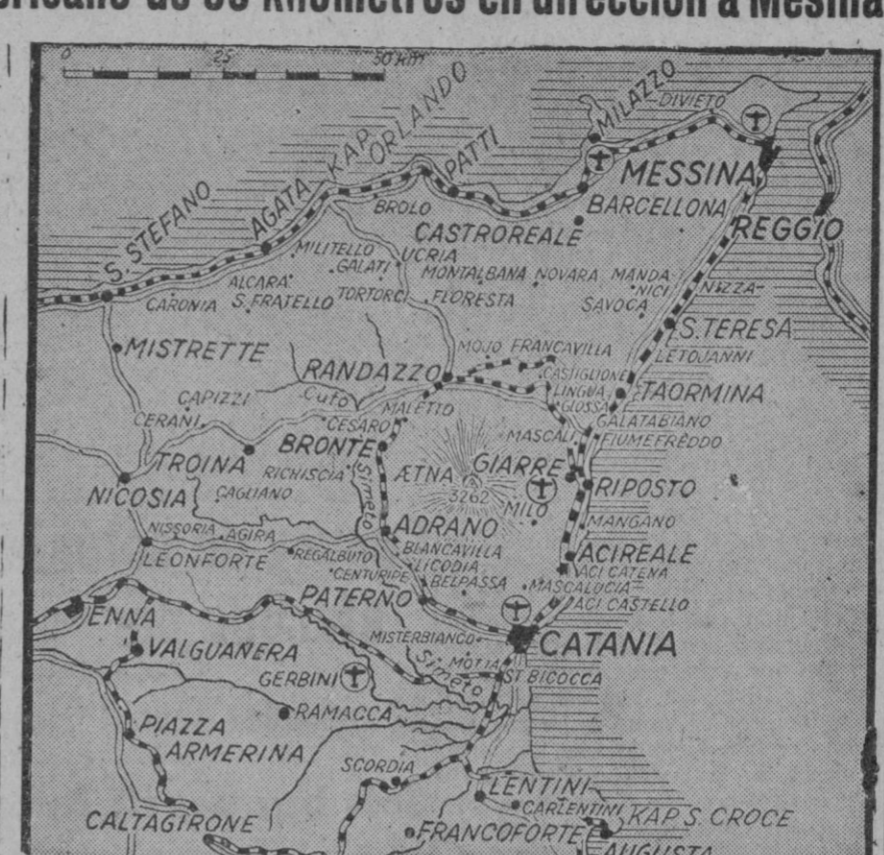 de 50 kilómetros en dirección a Mesina
0 25 50 km
MILAZZO
DIVIETO
KAP ORLANDO
PATTI
MESSINA
S. STEFANO
AGATA
BROLO
BARCELLONA
CASTROREALE
REGGIO
MILITELLO
UCRIA
GALATI
MONTALBANA
NOVARA
MANDA
NICI
NIZZA
ALCARA
CARONIA
S. FRATELLO
TORTORCI
FLORESTA
SAVOCA
S. TERESA
MISTRETTE
MOJO
FRANCAVILLA
LETOJANNI
RANDAZZO
CASTIGLIONE
LINGUA
GLOSSA
TAORMINA
CAPIZZI
Cuto
MALETTO
CERANI
CESARO
MASCALI
GALATABIANO
FIUMEFREDDO
BRONTE
TROINA
RICHISCIA
Simeto
ÆTNA
3262
GIARRE
RIPOSTO
NICOSIA
GAGLIANO
MILO
MANGANO
NISSORIA
AGIRA
ADRANO
LEONFORTE
REGALBUTO
BLANCAVILLA
ACIREALE
LICODIA
ACI CATENA
CENTURIPE
BELPASSA
MASCALUCIA
PATERNO
ACI CASTELLO
ENNA
MISTERBIANCO
CATANIA
VALGUANERA
MOTTA
Simeto
ST. BICOCCA
GERBINI
RAMACCA
PIAZZA
ARMERINA
SCORDIA
LENTINI
CARLENTINI
KAP S. CROCE
CALTAGIRONE
FRANCOFORTE
AUGUSTA